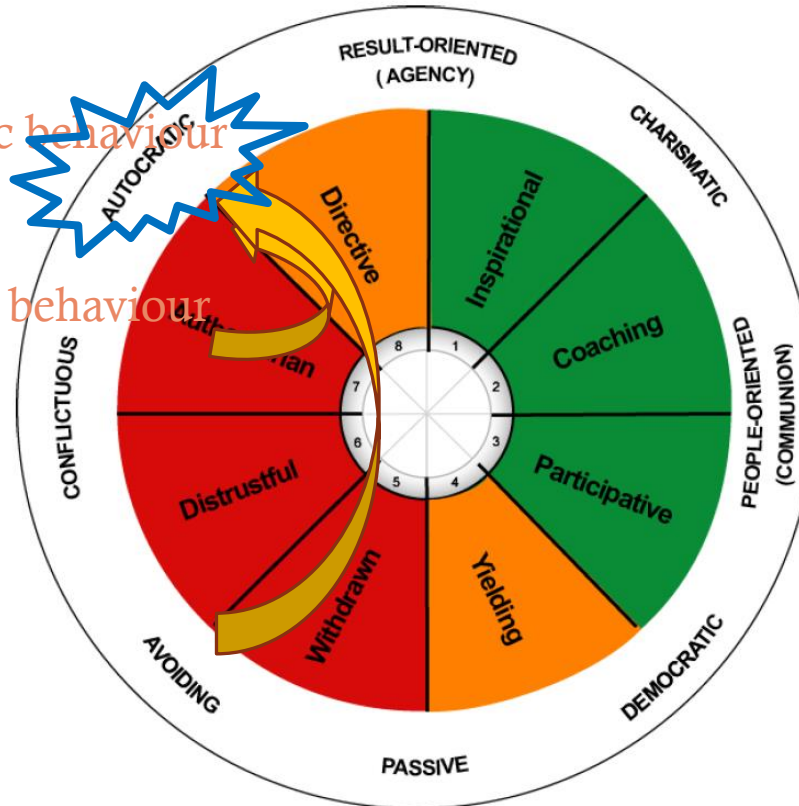 RESULT-ORIENTED
(AGENCY)
CHARISMATIC
behaviour
AUTOCRATIC
Directive
Inspirational
behaviour
Coaching
CONFLICTUOUS
PEOPLE-ORIENTED
(COMMUNION)
8
1
7
2
6
3
5
4
Distrustful
Participative
Withdrawn
Yielding
AVOIDING
DEMOCRATIC
PASSIVE